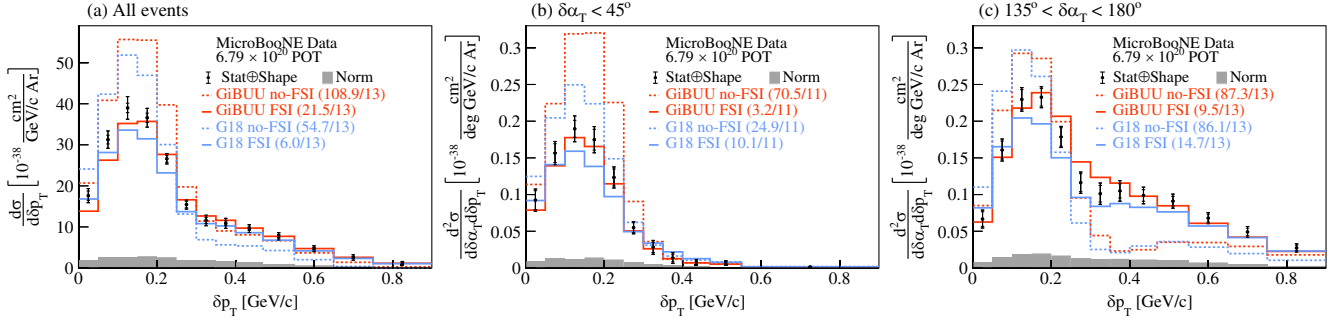 (a) All events
MicroBooNE Data
6.79 × 10²⁰ POT
Stat⊕Shape Norm
GiBUU no-FSI (108.9/13)
GiBUU FSI (21.5/13)
G18 no-FSI (54.7/13)
G18 FSI (6.0/13)
dσ/dδp_T [10⁻³⁸ cm²/(GeV/c Ar)]
50
40
30
20
10
0
0 0.2 0.4 0.6 0.8
δp_T [GeV/c]
(b) δα_T < 45°
MicroBooNE Data
6.79 × 10²⁰ POT
Stat⊕Shape Norm
GiBUU no-FSI (70.5/11)
GiBUU FSI (3.2/11)
G18 no-FSI (24.9/11)
G18 FSI (10.1/11)
d²σ/dδα_T dδp_T [10⁻³⁸ cm²/(deg GeV/c Ar)]
0.3
0.25
0.2
0.15
0.1
0.05
0
0 0.2 0.4 0.6 0.8
δp_T [GeV/c]
(c) 135° < δα_T < 180°
MicroBooNE Data
6.79 × 10²⁰ POT
Stat⊕Shape Norm
GiBUU no-FSI (87.3/13)
GiBUU FSI (9.5/13)
G18 no-FSI (86.1/13)
G18 FSI (14.7/13)
d²σ/dδα_T dδp_T [10⁻³⁸ cm²/(deg GeV/c Ar)]
0.3
0.25
0.2
0.15
0.1
0.05
0
0 0.2 0.4 0.6 0.8
δp_T [GeV/c]